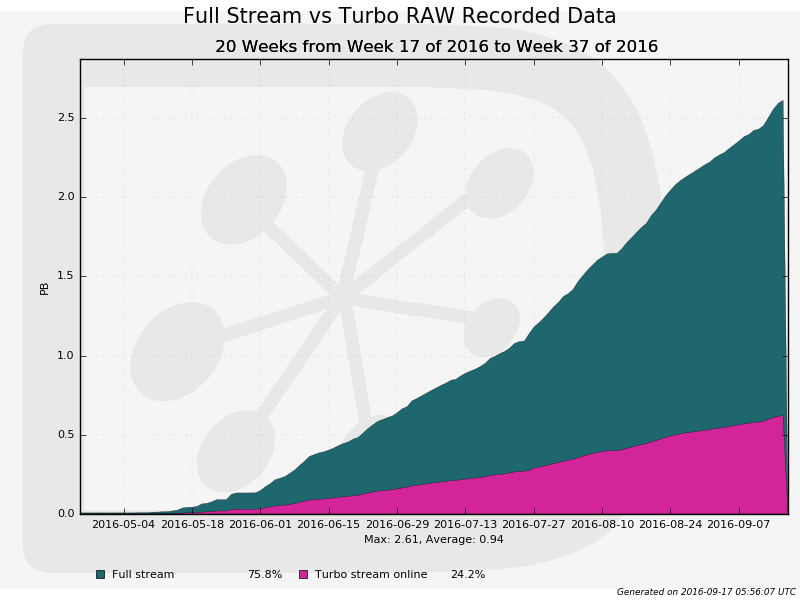 Full Stream vs Turbo RAW Recorded Data
20 Weeks from Week 17 of 2016 to Week 37 of 2016
2.5
2.0
1.5
1.0
0.5
0.0
PB
2016-05-04 2016-05-18 2016-06-01 2016-06-15 2016-06-29 2016-07-13 2016-07-27 2016-08-10 2016-08-24 2016-09-07
Max: 2.61, Average: 0.94
Full stream 75.8% Turbo stream online 24.2%
Generated on 2016-09-17 05:56:07 UTC